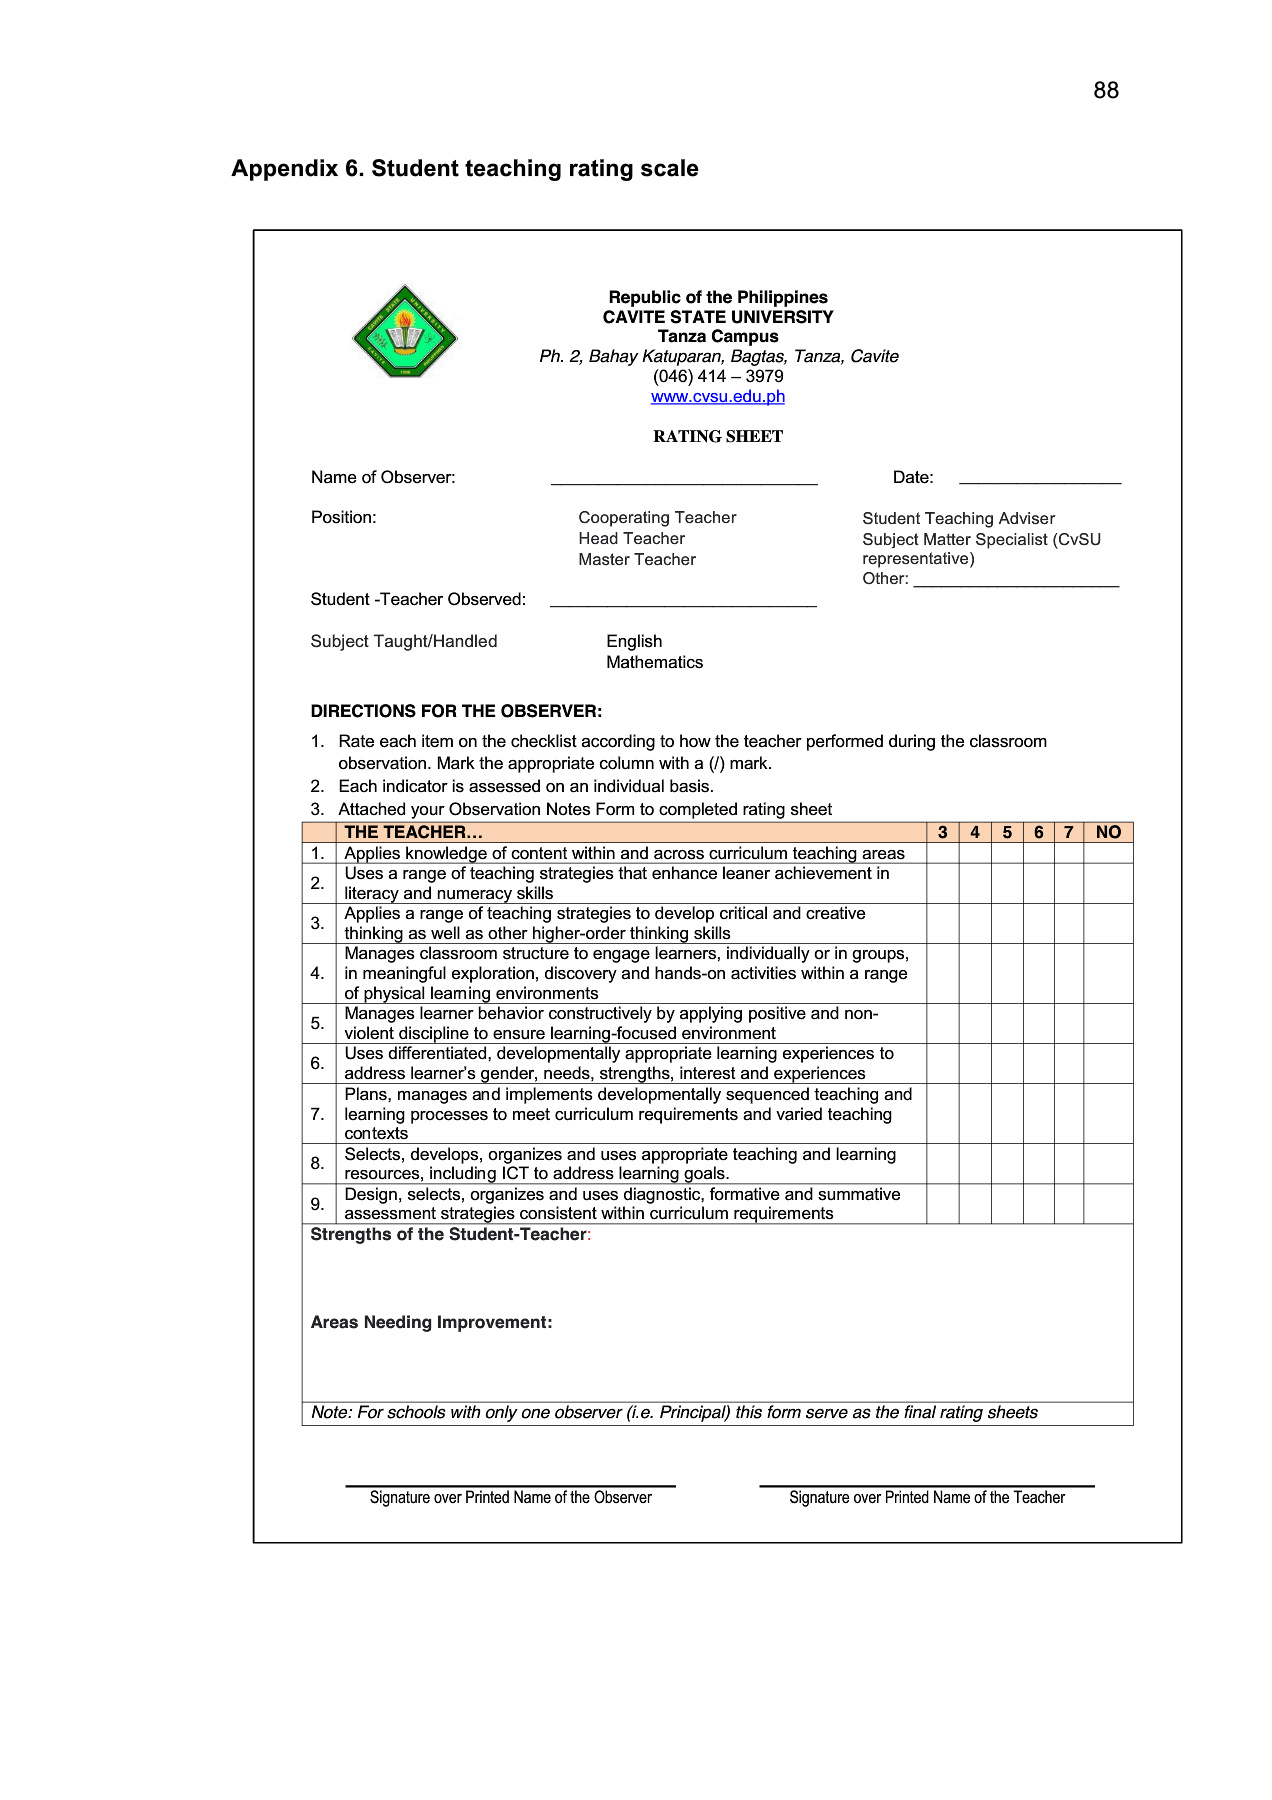 88
Appendix 6. Student teaching rating scale
Republic of the Philippines
CAVITE STATE UNIVERSITY
Tanza Campus
Ph. 2, Bahay Katuparan, Bagtas, Tanza, Cavite
(046) 414 – 3979
www.cvsu.edu.ph
CAVITE STATE UNIVERSITY
CAVITE PHILIPPINES
RATING SHEET
Name of Observer: ____________________________ Date: _________________
Position:
Cooperating Teacher
Head Teacher
Master Teacher
Student Teaching Adviser
Subject Matter Specialist (CvSU
representative)
Other: ______________________
Student -Teacher Observed: ____________________________
Subject Taught/Handled
English
Mathematics
DIRECTIONS FOR THE OBSERVER:
1. Rate each item on the checklist according to how the teacher performed during the classroom
observation. Mark the appropriate column with a (/) mark.
2. Each indicator is assessed on an individual basis.
3. Attached your Observation Notes Form to completed rating sheet
THE TEACHER… 3 4 5 6 7 NO
1. Applies knowledge of content within and across curriculum teaching areas
2. Uses a range of teaching strategies that enhance leaner achievement in
literacy and numeracy skills
3. Applies a range of teaching strategies to develop critical and creative
thinking as well as other higher-order thinking skills
4. Manages classroom structure to engage learners, individually or in groups,
in meaningful exploration, discovery and hands-on activities within a range
of physical learning environments
5. Manages learner behavior constructively by applying positive and non-
violent discipline to ensure learning-focused environment
6. Uses differentiated, developmentally appropriate learning experiences to
address learner's gender, needs, strengths, interest and experiences
7. Plans, manages and implements developmentally sequenced teaching and
learning processes to meet curriculum requirements and varied teaching
contexts
8. Selects, develops, organizes and uses appropriate teaching and learning
resources, including ICT to address learning goals.
9. Design, selects, organizes and uses diagnostic, formative and summative
assessment strategies consistent within curriculum requirements
Strengths of the Student-Teacher:
Areas Needing Improvement:
Note: For schools with only one observer (i.e. Principal) this form serve as the final rating sheets
Signature over Printed Name of the Observer
Signature over Printed Name of the Teacher